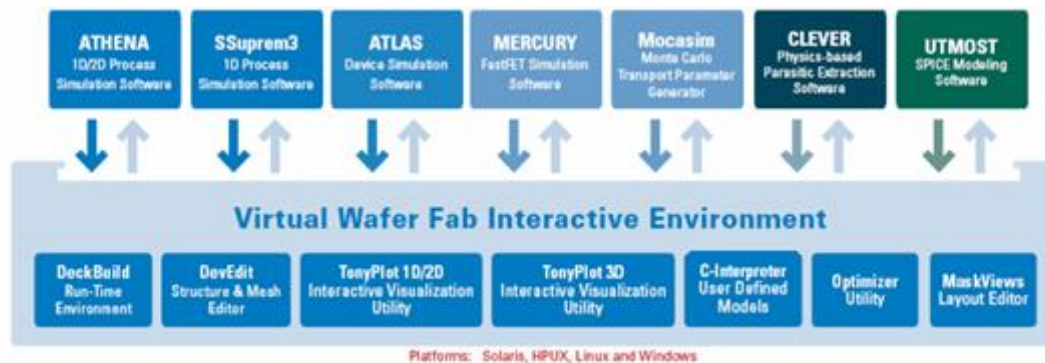 ATHENA
1D/2D Process
Simulation Software
SSuprem3
1D Process
Simulation Software
ATLAS
Device Simulation
Software
MERCURY
FastFET Simulation
Software
Mocasim
Monte Carlo
Transport Parameter
Generator
CLEVER
Physics-based
Parasitic Extraction
Software
UTMOST
SPICE Modeling
Software
Virtual Wafer Fab Interactive Environment
DeckBuild
Run-Time
Environment
DevEdit
Structure & Mesh
Editor
TonyPlot 1D/2D
Interactive Visualization
Utility
TonyPlot 3D
Interactive Visualization
Utility
C-Interpreter
User Defined
Models
Optimizer
Utility
MaskViews
Layout Editor
Platforms: Solaris, HPUX, Linux and Windows